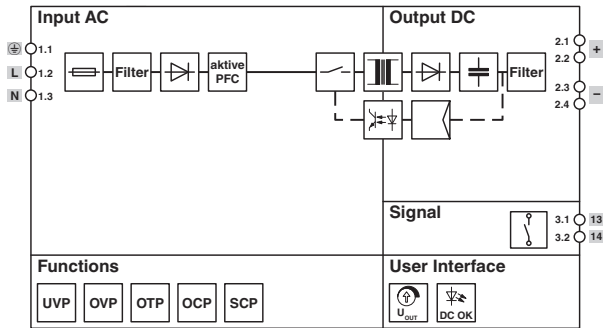 Input AC
Output DC
1.1
L 1.2
N 1.3
Filter
aktive
PFC
Filter
2.1
2.2
+
2.3
2.4
–
Signal
3.1 13
3.2 14
Functions
UVP OVP OTP OCP SCP
User Interface
UOUT
DC OK